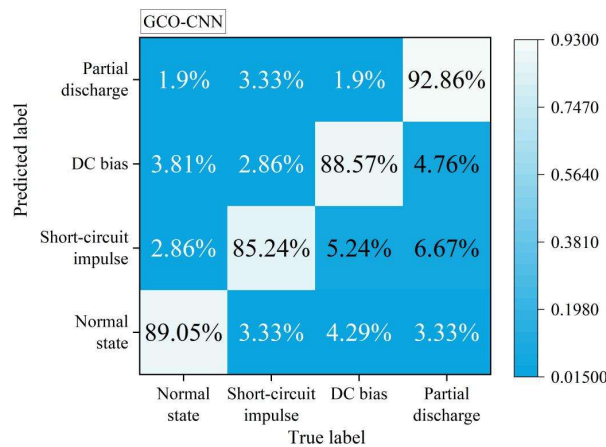 GCO-CNN
Predicted label
Partial
discharge
1.9% 3.33% 1.9% 92.86%
DC bias
3.81% 2.86% 88.57% 4.76%
Short-circuit
impulse
2.86% 85.24% 5.24% 6.67%
Normal
state
89.05% 3.33% 4.29% 3.33%
Normal
state
Short-circuit
impulse
DC bias
Partial
discharge
True label
0.9300
0.7470
0.5640
0.3810
0.1980
0.01500